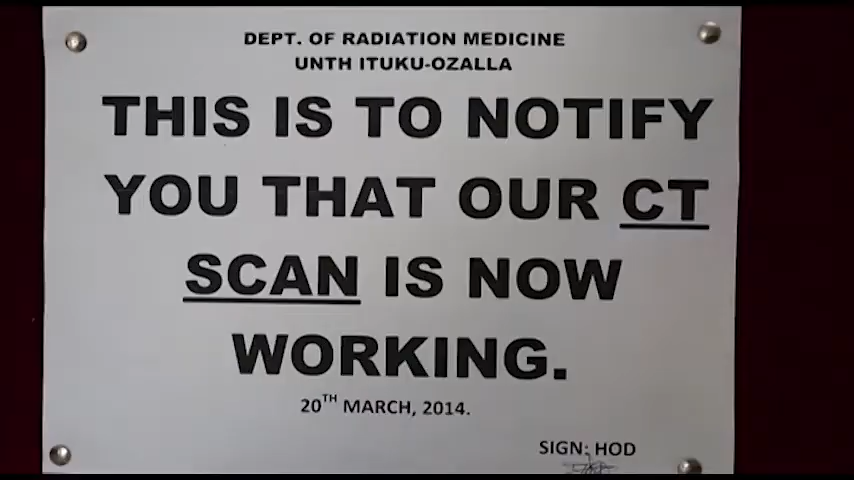 DEPT. OF RADIATION MEDICINE
UNTH ITUKU-OZALLA
THIS IS TO NOTIFY
YOU THAT OUR CT
SCAN IS NOW
WORKING.
20TH MARCH, 2014.
SIGN: HOD